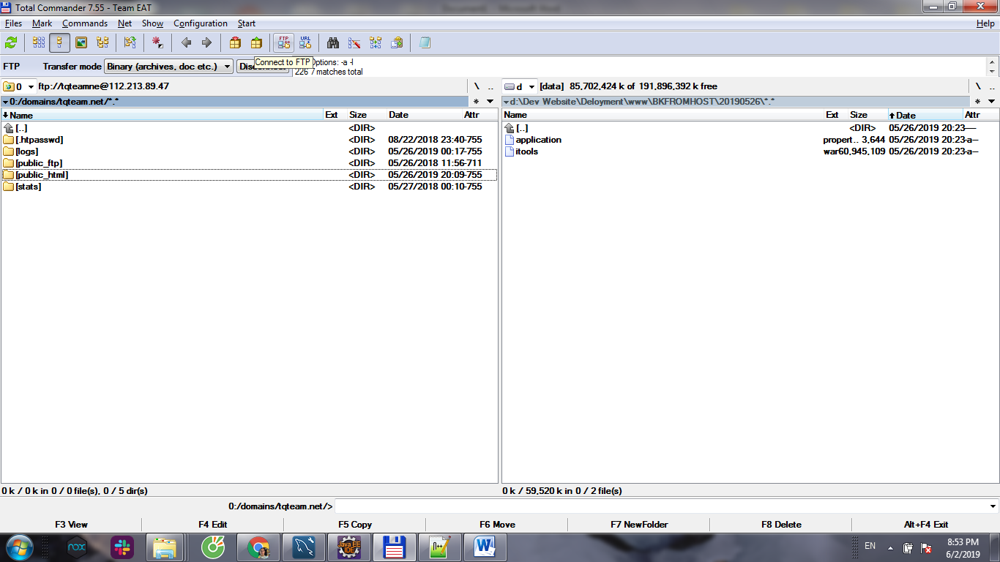 Total Commander 7.55 - Team EAT
Files Mark Commands Net Show Configuration Start Help
FTP URL
Connect to FTP
FTP Transfer mode Binary (archives, doc etc.) Options: -a -l
226 7 matches total
0 ftp://tqteamne@112.213.89.47 \ ..
d [data] 85,702,424 k of 191,896,392 k free \ ..
0:/domains/tqteam.net/*.* *
d:\Dev Website\Deloyment\www\BKFROMHOST\20190526\*.* *
Name Ext Size Date Attr
[..] <DIR>
[.htpasswd] <DIR> 08/22/2018 23:40-755
[logs] <DIR> 05/26/2019 00:17-755
[public_ftp] <DIR> 05/26/2018 11:56-711
[public_html] <DIR> 05/26/2019 20:09-755
[stats] <DIR> 05/27/2018 00:10-755
Name Ext Size Date Attr
[..] <DIR> 05/26/2019 20:23----
application propert.. 3,644 05/26/2019 20:23-a--
itools war 60,945,109 05/26/2019 20:23-a--
0 k / 0 k in 0 / 0 file(s), 0 / 5 dir(s)
0 k / 59,520 k in 0 / 2 file(s)
0:/domains/tqteam.net/>
F3 View F4 Edit F5 Copy F6 Move F7 NewFolder F8 Delete Alt+F4 Exit
nox Java EE IDE N++ W EN 8:53 PM
6/2/2019